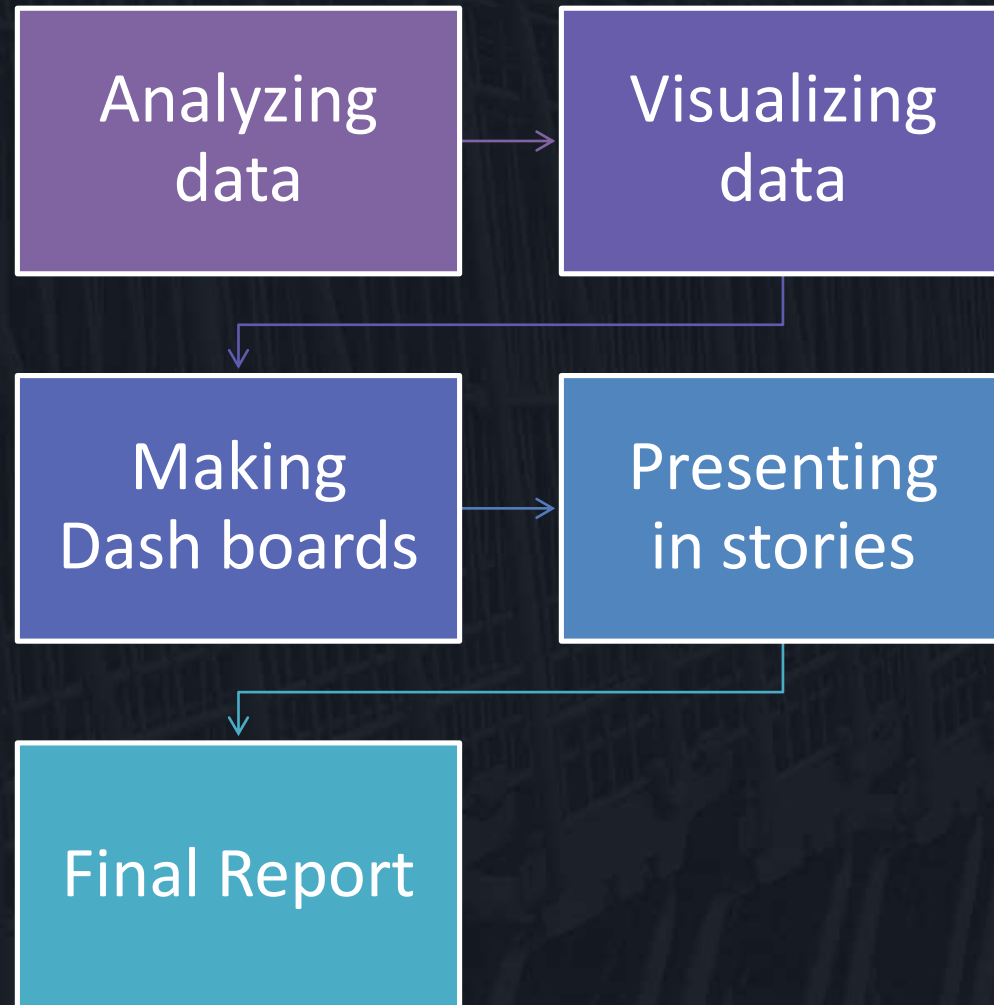 Analyzing
data
Visualizing
data
Making
Dash boards
Presenting
in stories
Final Report